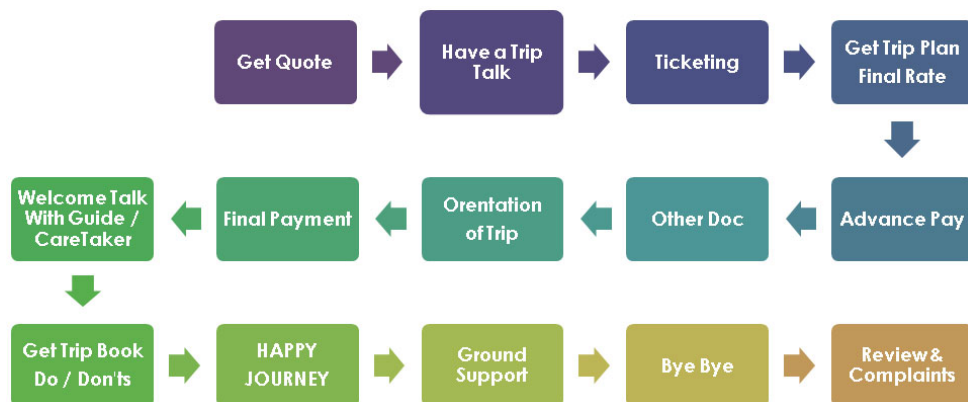 Get Quote
Have a Trip
Talk
Ticketing
Get Trip Plan
Final Rate
Welcome Talk
With Guide /
CareTaker
Final Payment
Orentation
of Trip
Other Doc
Advance Pay
Get Trip Book
Do / Don'ts
HAPPY
JOURNEY
Ground
Support
Bye Bye
Review &
Complaints